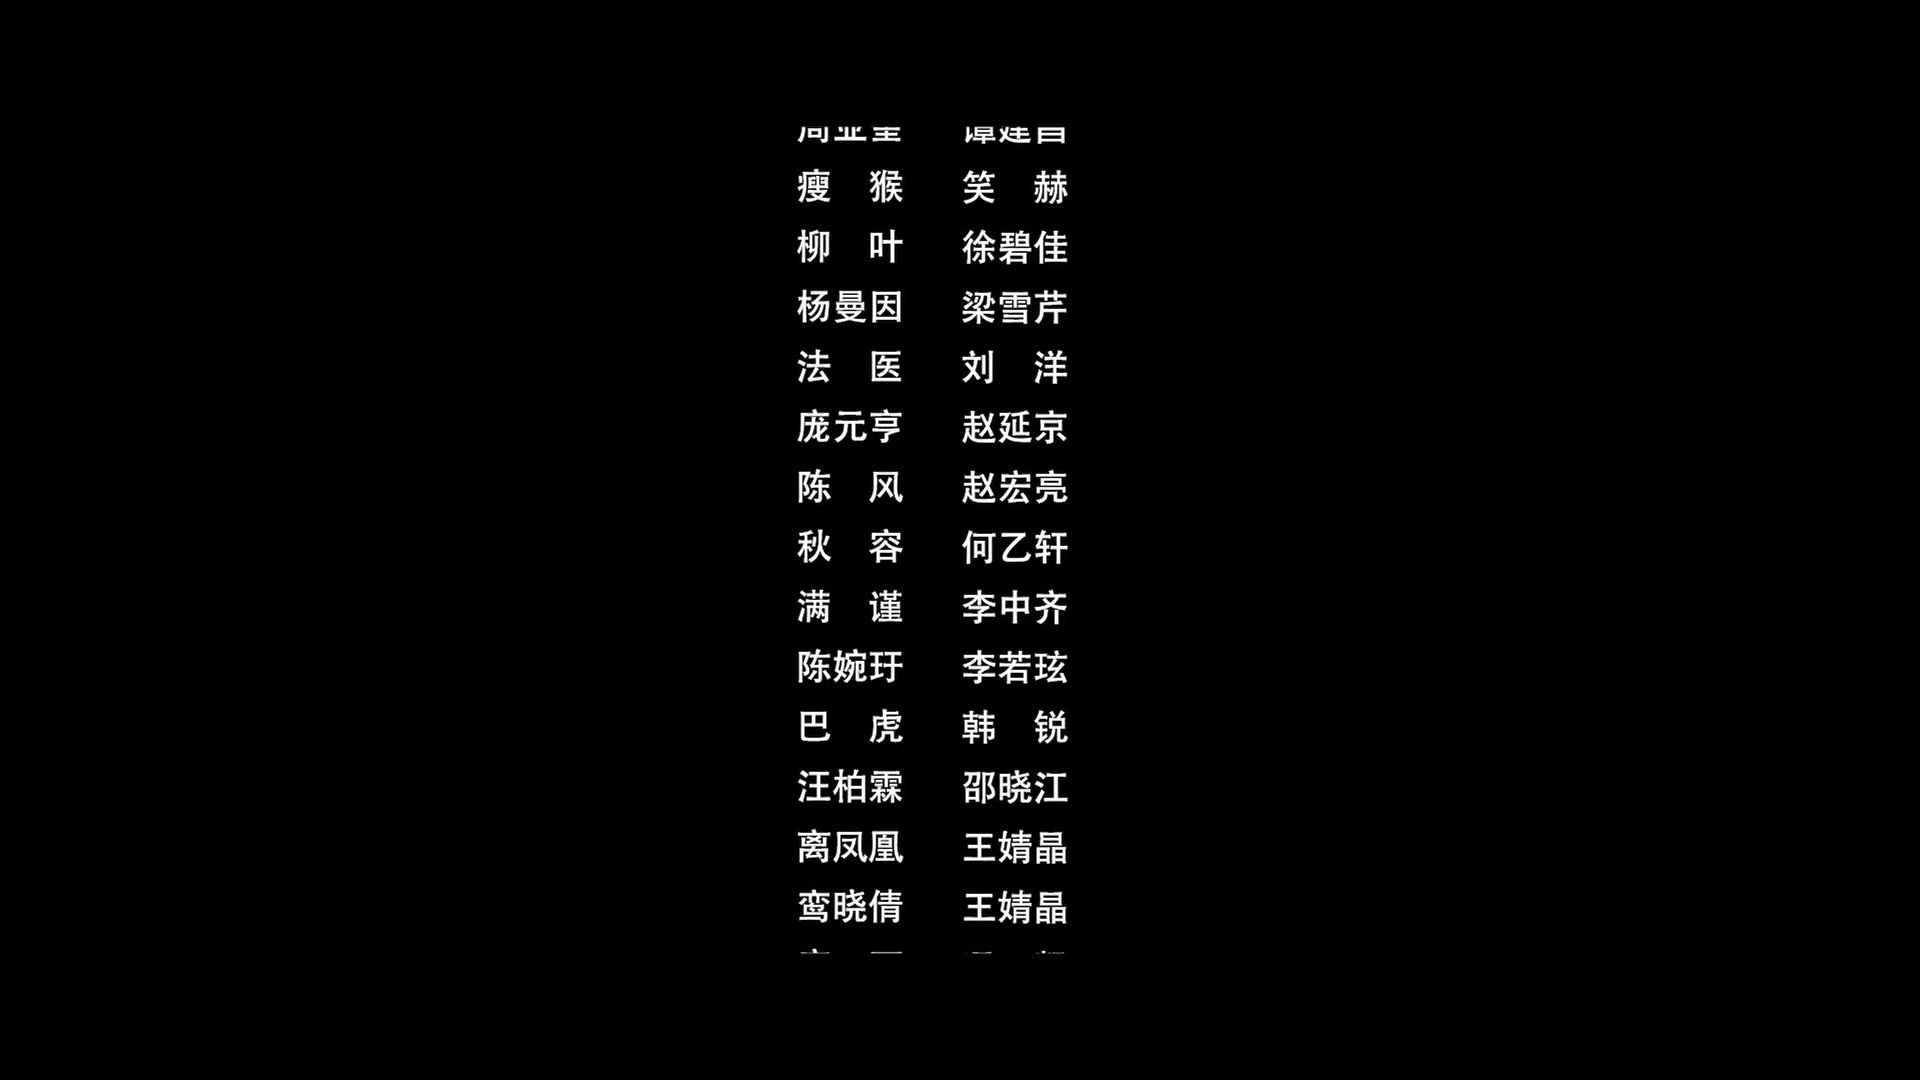 瘦 猴 笑 赫
柳 叶 徐碧佳
杨曼因 梁雪芹
法 医 刘 洋
庞元亨 赵延京
陈 风 赵宏亮
秋 容 何乙轩
满 谨 李中齐
陈婉玗 李若玹
巴 虎 韩 锐
汪柏霖 邵晓江
离凤凰 王婧晶
鸾晓倩 王婧晶